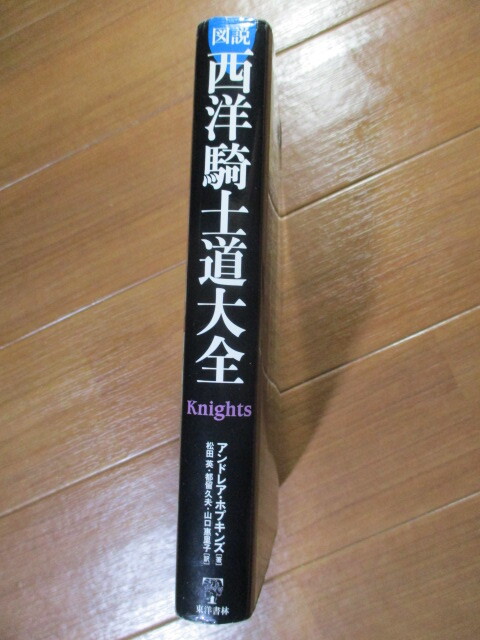 図説
西洋騎士道大全
Knights
アンドレア・ホプキンズ[著]
松田 英・都留久夫・山口惠里子[訳]
東洋書林